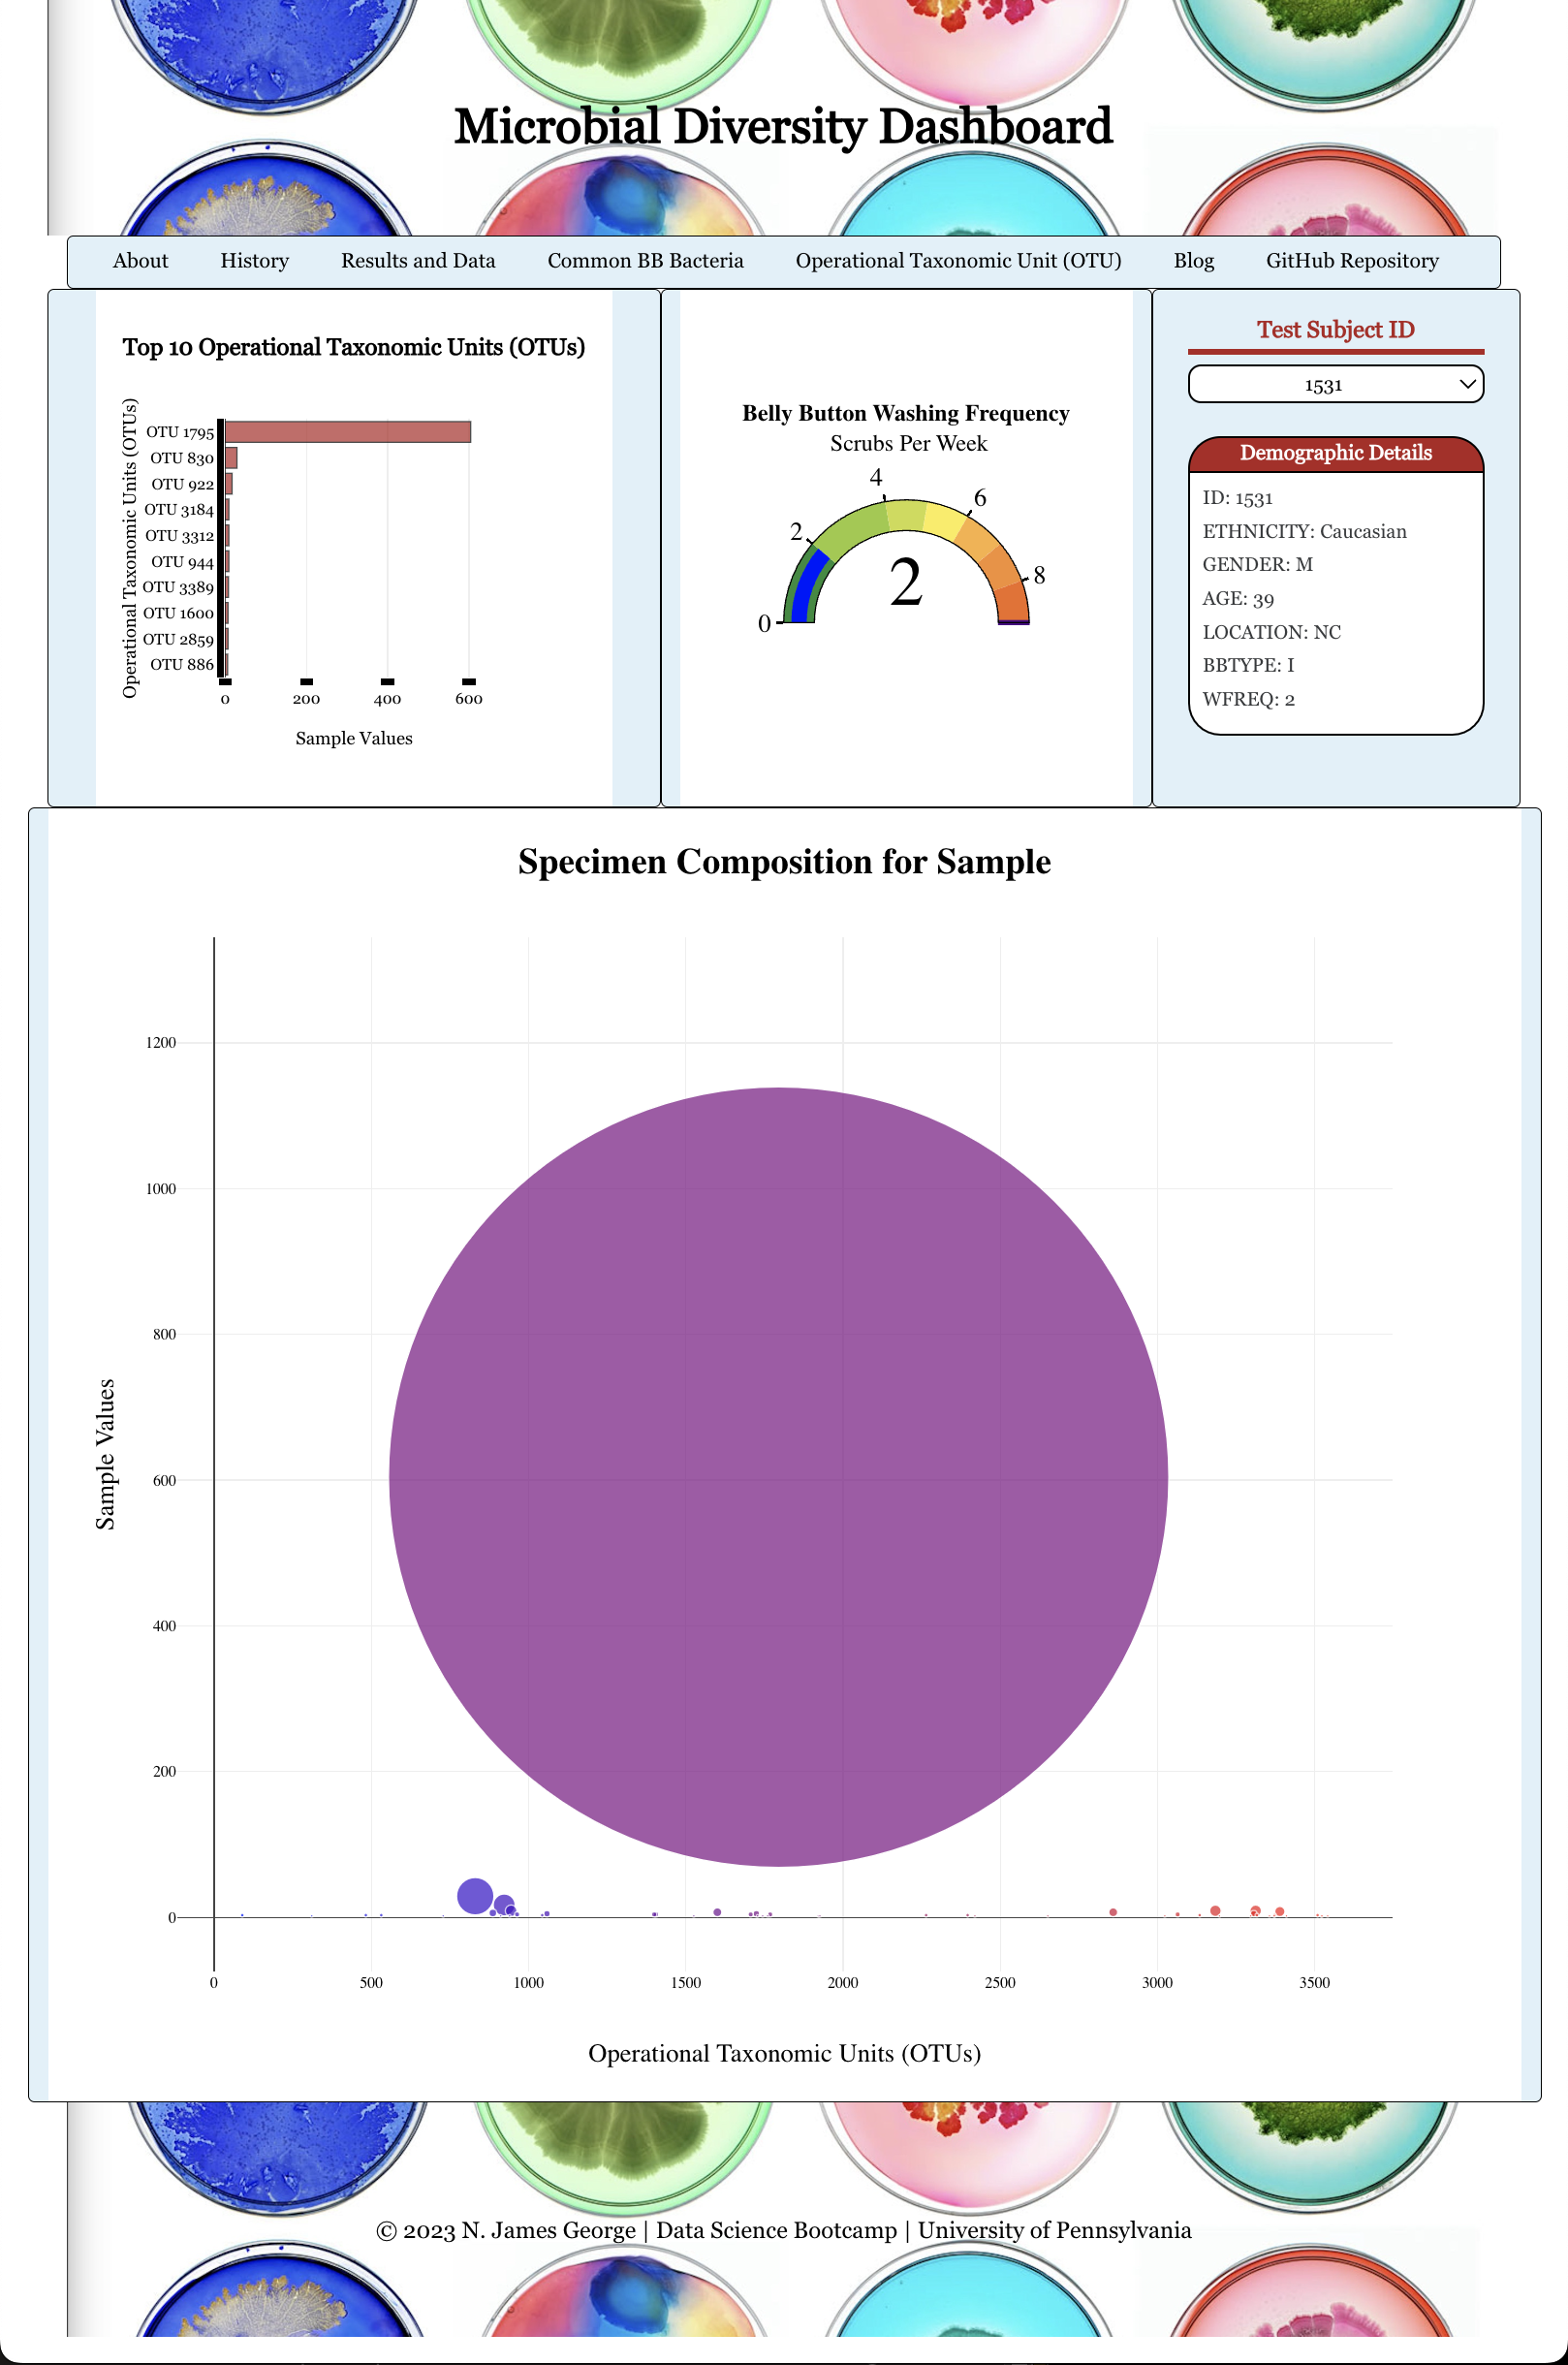 Microbial Diversity Dashboard
About History Results and Data Common BB Bacteria Operational Taxonomic Unit (OTU) Blog GitHub Repository
Top 10 Operational Taxonomic Units (OTUs)
Operational Taxonomic Units (OTUs)
OTU 1795
OTU 830
OTU 922
OTU 3184
OTU 3312
OTU 944
OTU 3389
OTU 1600
OTU 2859
OTU 886
0 200 400 600
Sample Values
Belly Button Washing Frequency
Scrubs Per Week
0
2
4
6
8
2
Test Subject ID
1531
Demographic Details
ID: 1531
ETHNICITY: Caucasian
GENDER: M
AGE: 39
LOCATION: NC
BBTYPE: I
WFREQ: 2
Specimen Composition for Sample
Sample Values
1200
1000
800
600
400
200
0
0 500 1000 1500 2000 2500 3000 3500
Operational Taxonomic Units (OTUs)
© 2023 N. James George | Data Science Bootcamp | University of Pennsylvania